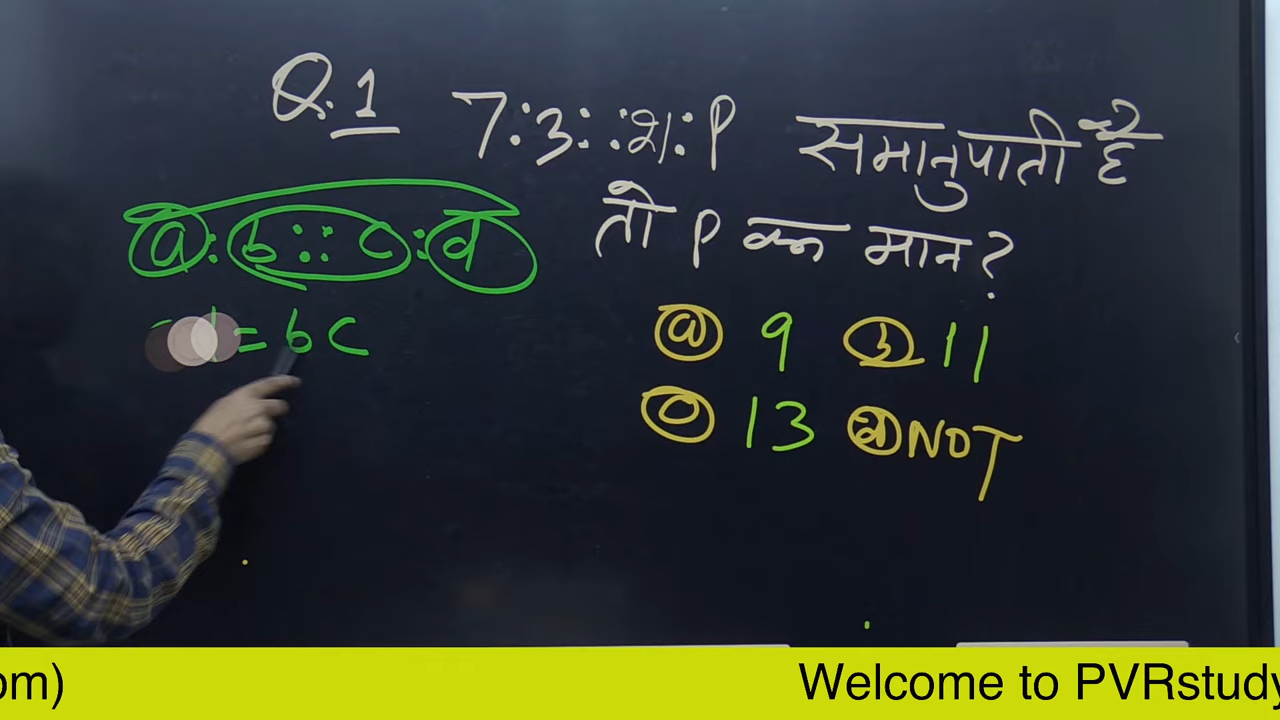 Q.1 7:3::21:P समानुपाती है
तो P का मान?
a:b::c:d
=bc
(a) 9 (b) 11
(c) 13 (d) NOT
om) Welcome to PVRstudy